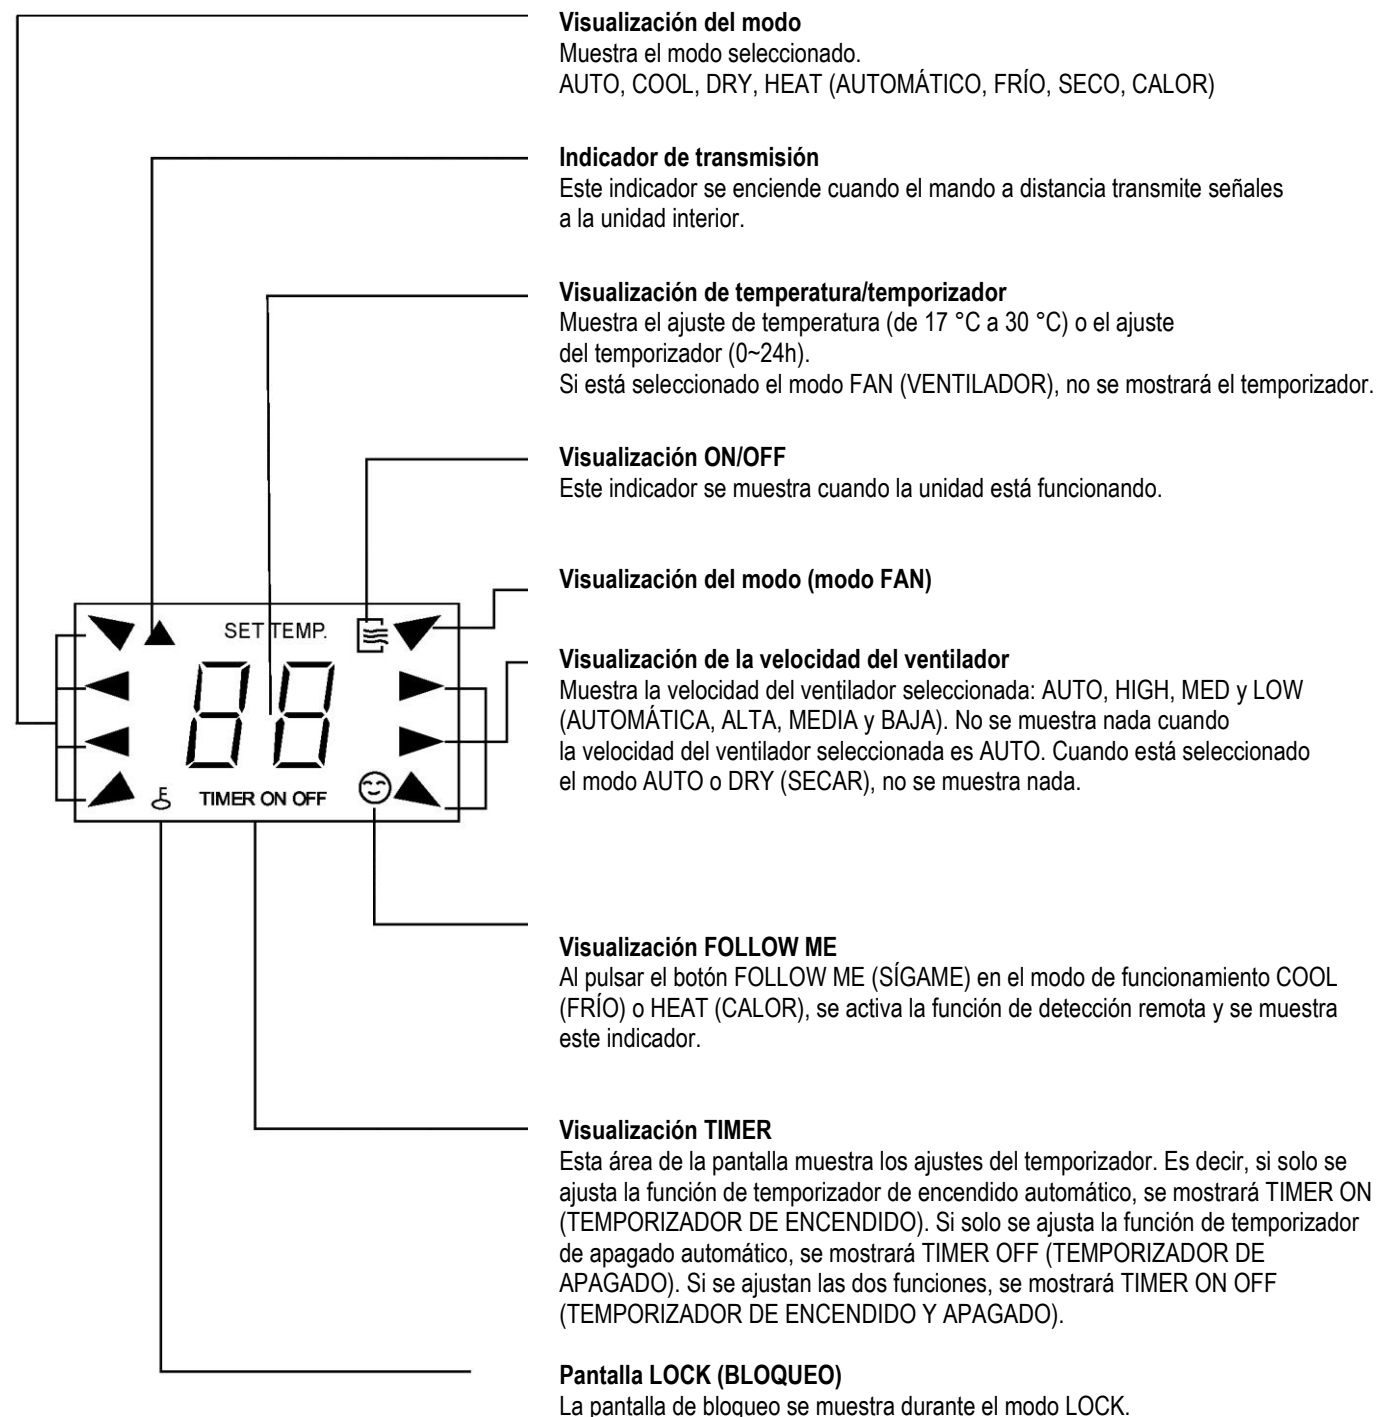 Visualización del modo
Muestra el modo seleccionado.
AUTO, COOL, DRY, HEAT (AUTOMÁTICO, FRÍO, SECO, CALOR)
Indicador de transmisión
Este indicador se enciende cuando el mando a distancia transmite señales
a la unidad interior.
Visualización de temperatura/temporizador
Muestra el ajuste de temperatura (de 17 °C a 30 °C) o el ajuste
del temporizador (0~24h).
Si está seleccionado el modo FAN (VENTILADOR), no se mostrará el temporizador.
Visualización ON/OFF
Este indicador se muestra cuando la unidad está funcionando.
Visualización del modo (modo FAN)
SET TEMP.
88
TIMER ON OFF
Visualización de la velocidad del ventilador
Muestra la velocidad del ventilador seleccionada: AUTO, HIGH, MED y LOW
(AUTOMÁTICA, ALTA, MEDIA y BAJA). No se muestra nada cuando
la velocidad del ventilador seleccionada es AUTO. Cuando está seleccionado
el modo AUTO o DRY (SECAR), no se muestra nada.
Visualización FOLLOW ME
Al pulsar el botón FOLLOW ME (SÍGAME) en el modo de funcionamiento COOL
(FRÍO) o HEAT (CALOR), se activa la función de detección remota y se muestra
este indicador.
Visualización TIMER
Esta área de la pantalla muestra los ajustes del temporizador. Es decir, si solo se
ajusta la función de temporizador de encendido automático, se mostrará TIMER ON
(TEMPORIZADOR DE ENCENDIDO). Si solo se ajusta la función de temporizador
de apagado automático, se mostrará TIMER OFF (TEMPORIZADOR DE
APAGADO). Si se ajustan las dos funciones, se mostrará TIMER ON OFF
(TEMPORIZADOR DE ENCENDIDO Y APAGADO).
Pantalla LOCK (BLOQUEO)
La pantalla de bloqueo se muestra durante el modo LOCK.